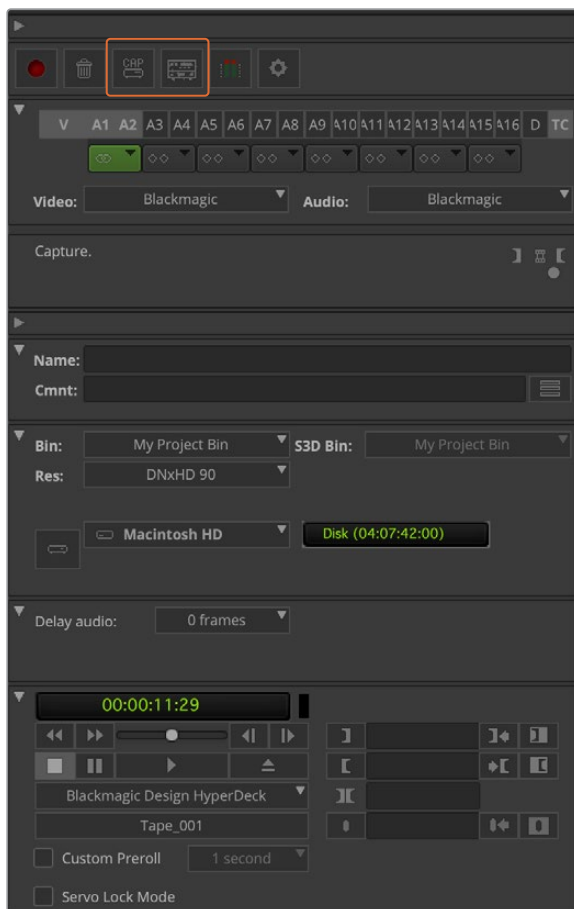 CAP
V A1 A2 A3 A4 A5 A6 A7 A8 A9 A10 A11 A12 A13 A14 A15 A16 D TC
Video: Blackmagic Audio: Blackmagic
Capture.
Name:
Cmnt:
Bin: My Project Bin S3D Bin: My Project Bin
Res: DNxHD 90
Macintosh HD Disk (04:07:42:00)
Delay audio: 0 frames
00:00:11:29
Blackmagic Design HyperDeck
Tape_001
Custom Preroll 1 second
Servo Lock Mode